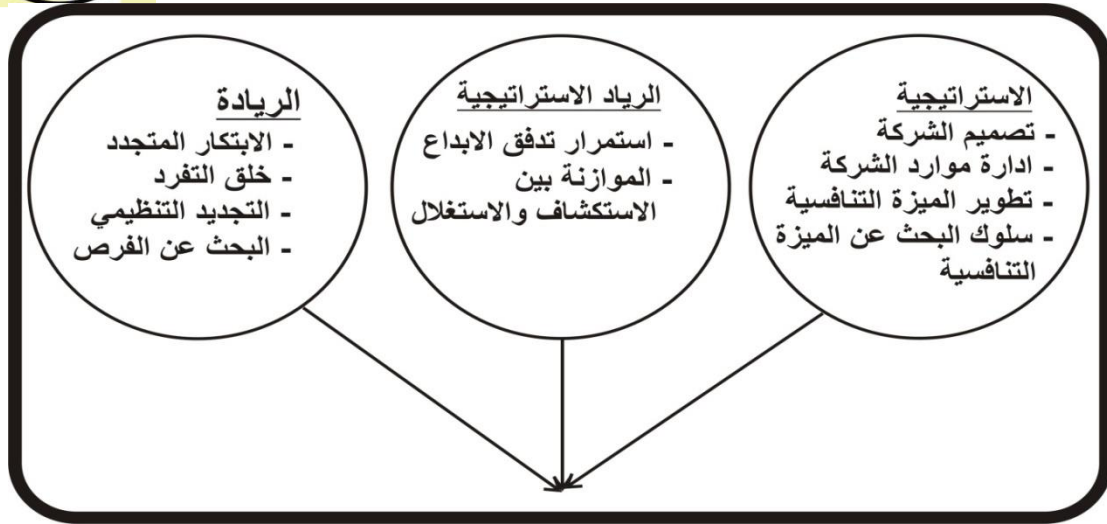 الاستراتيجية
- تصميم الشركة
- ادارة موارد الشركة
- تطوير الميزة التنافسية
- سلوك البحث عن الميزة
التنافسية
الرياد الاستراتيجية
- استمرار تدفق الابداع
- الموازنة بين
الاستكشاف والاستغلال
الريادة
- الابتكار المتجدد
- خلق التفرد
- التجديد التنظيمي
- البحث عن الفرص